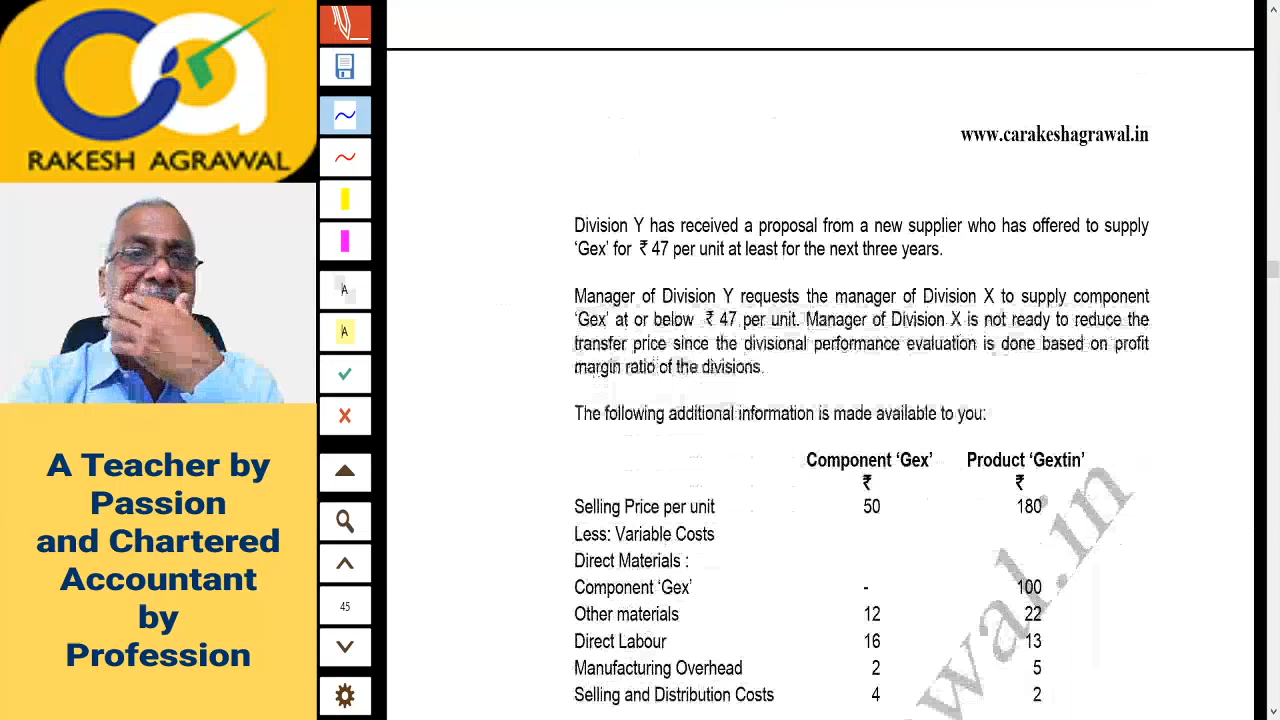 RAKESH AGRAWAL
A Teacher by
Passion
and Chartered
Accountant
by
Profession
A
A
45
www.carakeshagrawal.in
Division Y has received a proposal from a new supplier who has offered to supply
‘Gex’ for ₹ 47 per unit at least for the next three years.
Manager of Division Y requests the manager of Division X to supply component
‘Gex’ at or below ₹ 47 per unit. Manager of Division X is not ready to reduce the
transfer price since the divisional performance evaluation is done based on profit
margin ratio of the divisions.
The following additional information is made available to you:
Component ‘Gex’ Product ‘Gextin’
₹ ₹
Selling Price per unit 50 180
Less: Variable Costs
Direct Materials :
Component ‘Gex’ - 100
Other materials 12 22
Direct Labour 16 13
Manufacturing Overhead 2 5
Selling and Distribution Costs 4 2
wal.in